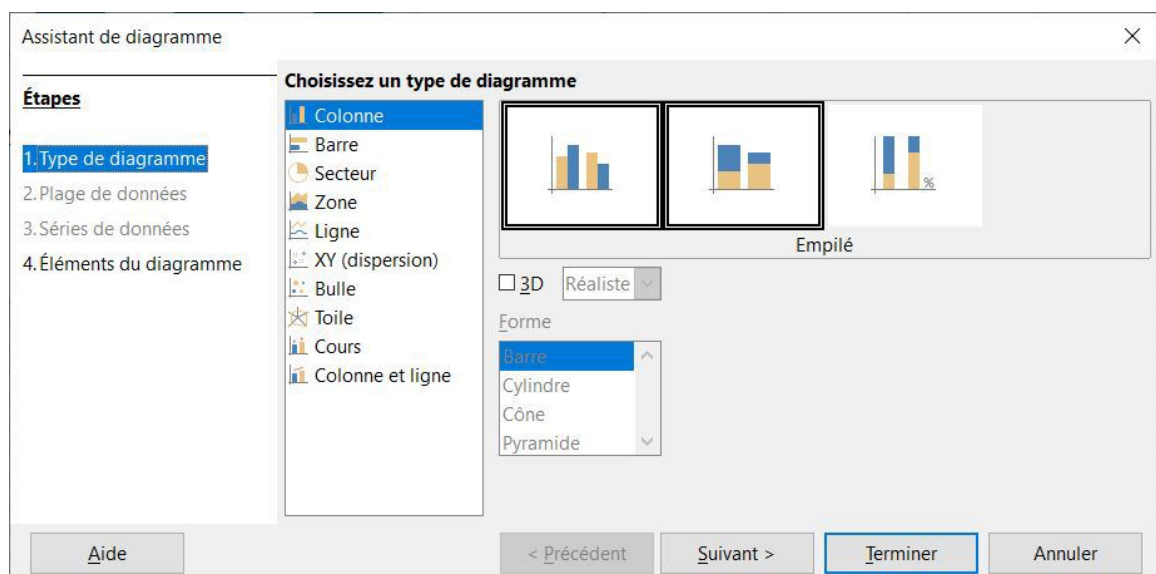 Assistant de diagramme
Étapes
1.Type de diagramme
2.Plage de données
3.Séries de données
4.Éléments du diagramme
Choisissez un type de diagramme
Colonne
Barre
Secteur
Zone
Ligne
XY (dispersion)
Bulle
Toile
Cours
Colonne et ligne
%
Empilé
3D Réaliste
Forme
Barre
Cylindre
Cône
Pyramide
Aide < Précédent Suivant > Terminer Annuler